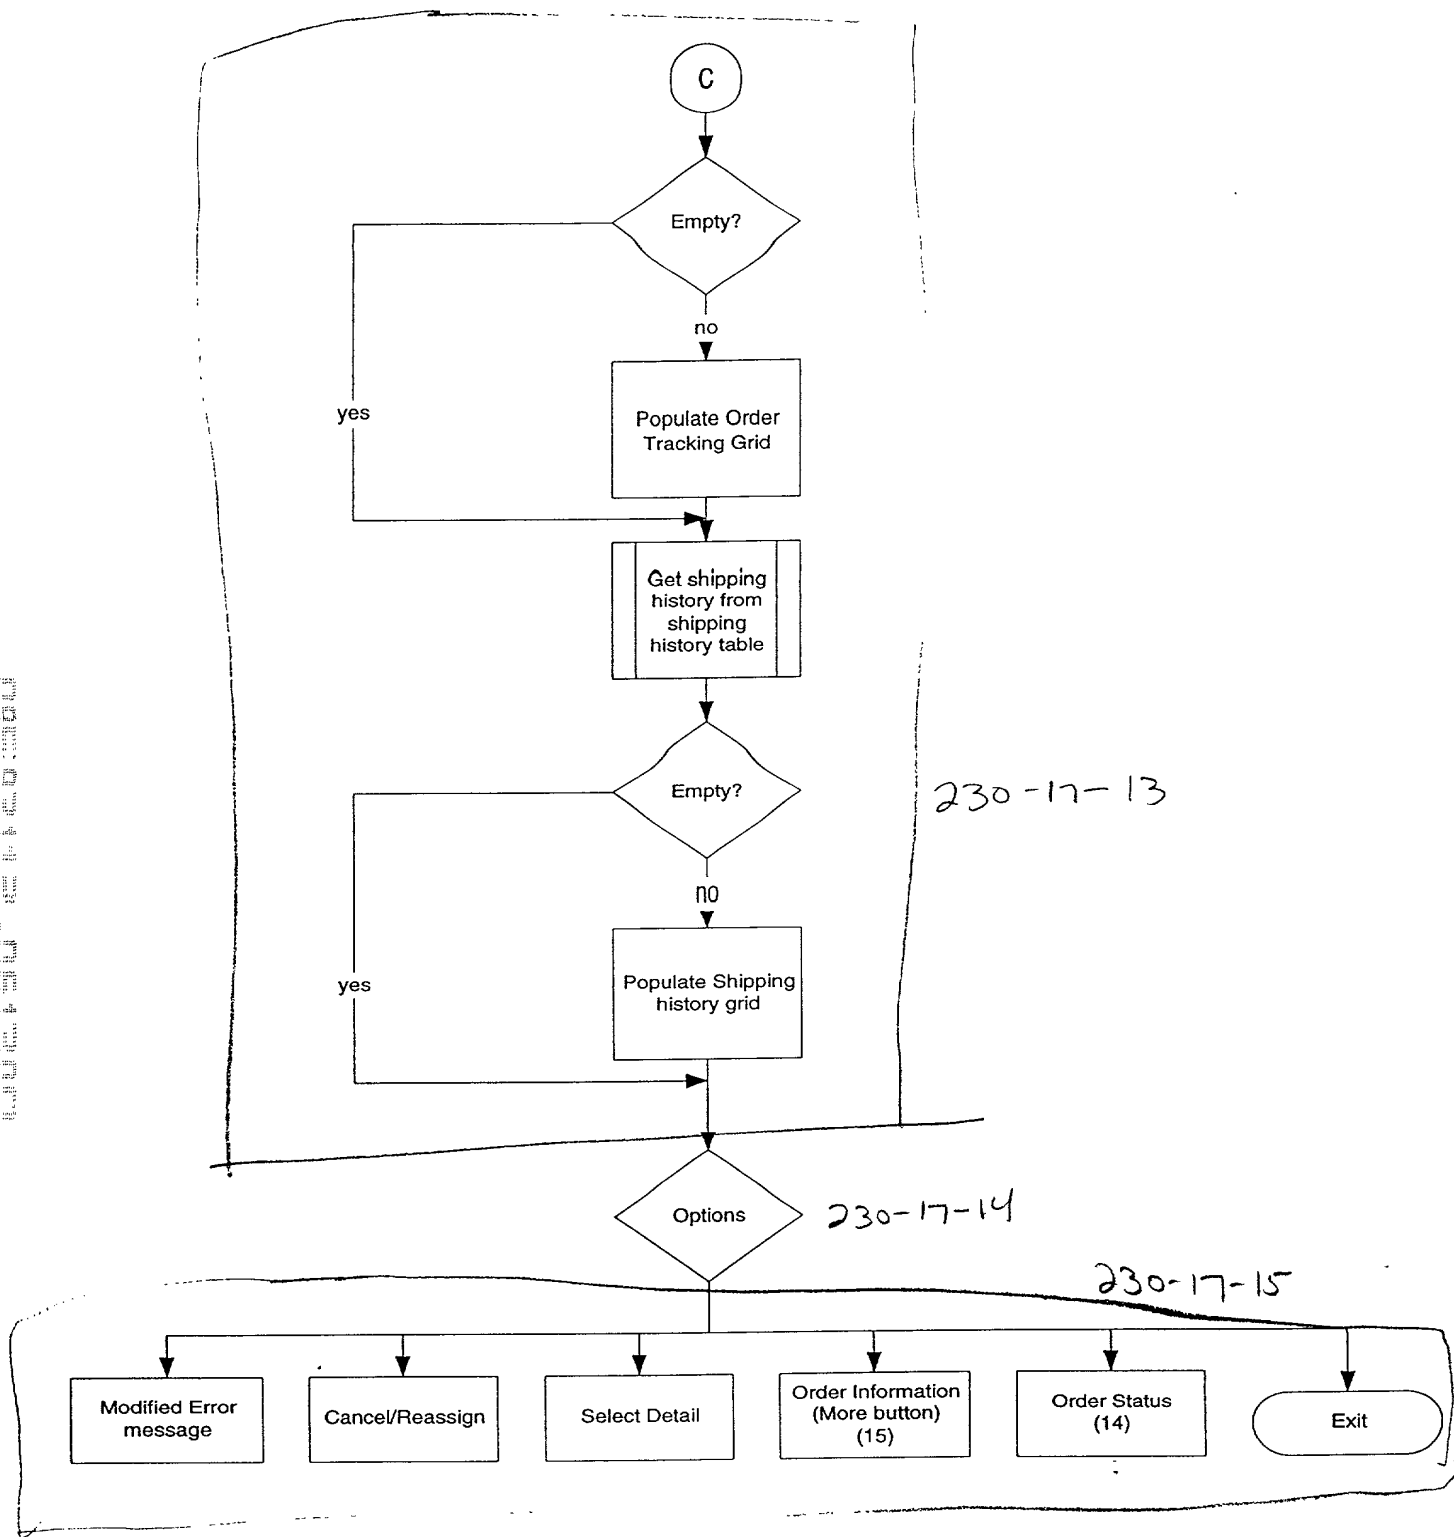 C
Empty?
no
yes
Populate Order
Tracking Grid
Get shipping
history from
shipping
history table
Empty?
230-17-13
no
yes
Populate Shipping
history grid
Options
230-17-14
230-17-15
Modified Error
message
Cancel/Reassign
Select Detail
Order Information
(More button)
(15)
Order Status
(14)
Exit